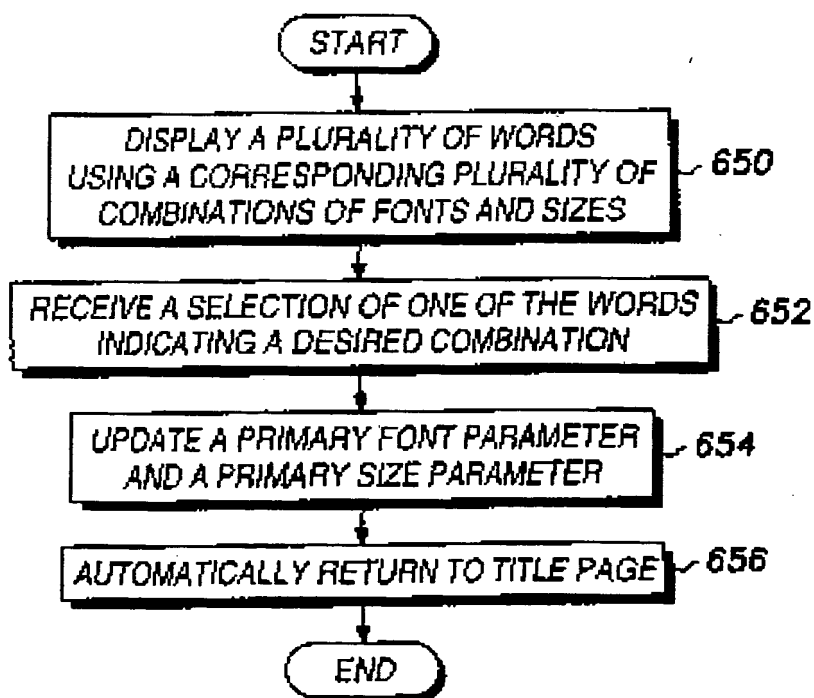 START
DISPLAY A PLURALITY OF WORDS
USING A CORRESPONDING PLURALITY OF
COMBINATIONS OF FONTS AND SIZES
650
RECEIVE A SELECTION OF ONE OF THE WORDS
INDICATING A DESIRED COMBINATION
652
UPDATE A PRIMARY FONT PARAMETER
AND A PRIMARY SIZE PARAMETER
654
AUTOMATICALLY RETURN TO TITLE PAGE
656
END